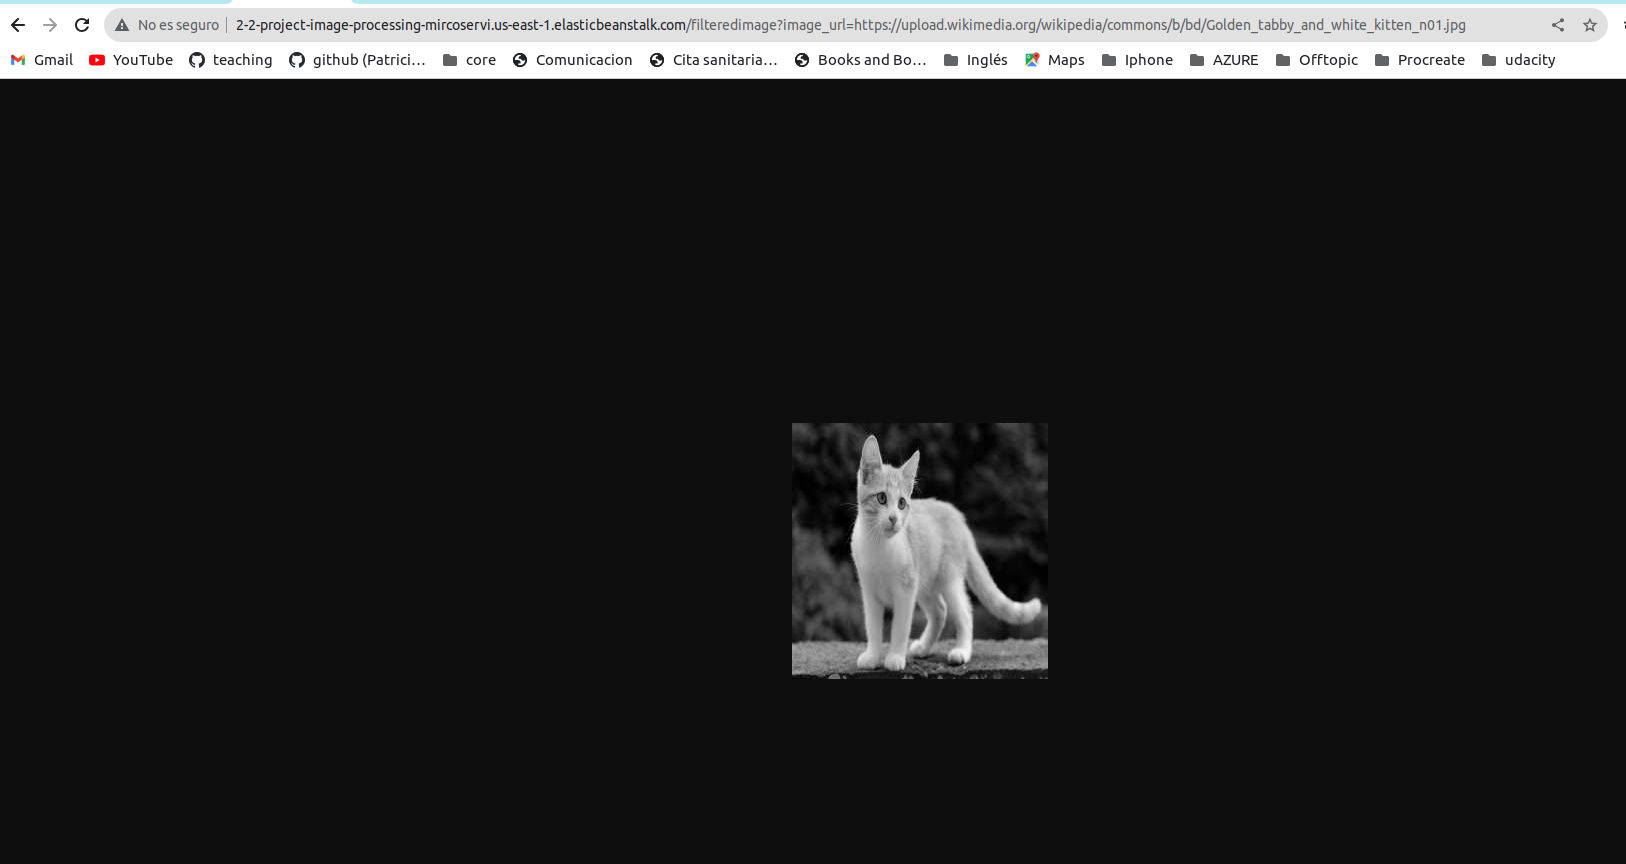 No es seguro 2-2-project-image-processing-mircoservi.us-east-1.elasticbeanstalk.com/filteredimage?image_url=https://upload.wikimedia.org/wikipedia/commons/b/bd/Golden_tabby_and_white_kitten_n01.jpg
Gmail YouTube teaching github (Patrici... core Comunicacion Cita sanitaria... Books and Bo... Inglés Maps Iphone AZURE Offtopic Procreate udacity